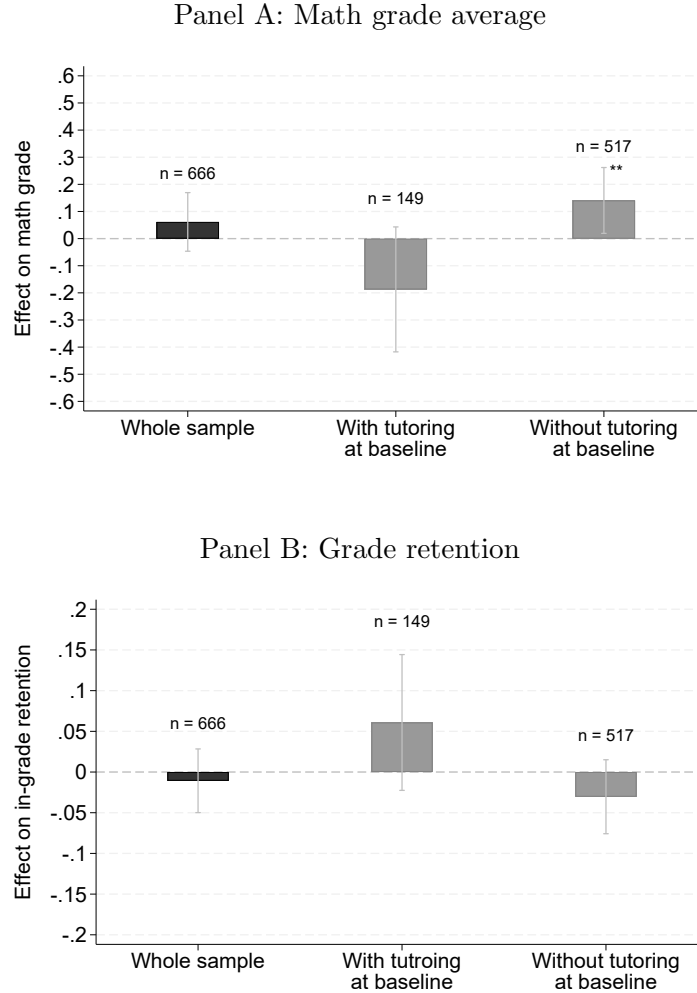 Panel A: Math grade average
Effect on math grade
.6
.5
.4
.3
.2
.1
0
-.1
-.2
-.3
-.4
-.5
-.6
n = 666
n = 149
n = 517
**
Whole sample
With tutoring
at baseline
Without tutoring
at baseline
Panel B: Grade retention
Effect on in-grade retention
.2
.15
.1
.05
0
-.05
-.1
-.15
-.2
n = 666
n = 149
n = 517
Whole sample
With tutroing
at baseline
Without tutoring
at baseline